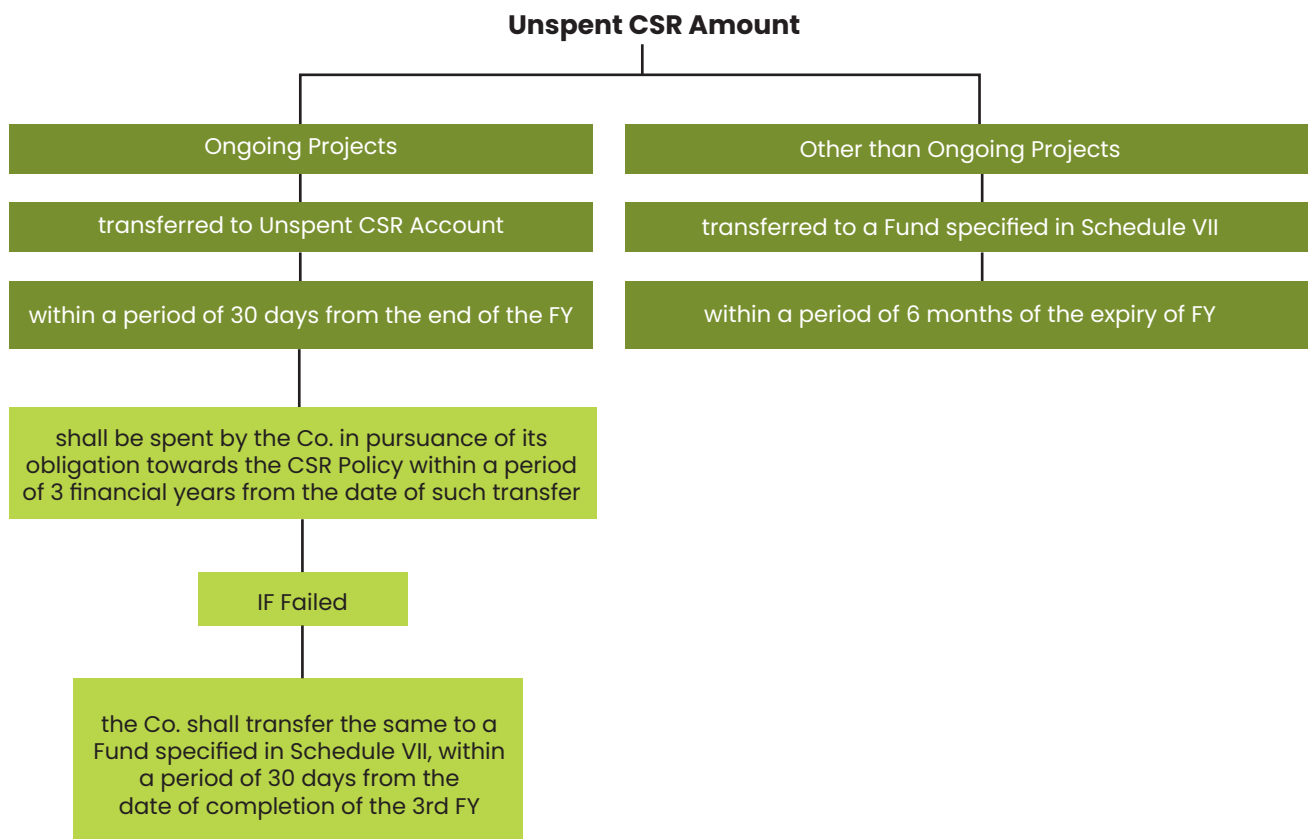 Unspent CSR Amount
Ongoing Projects
transferred to Unspent CSR Account
within a period of 30 days from the end of the FY
shall be spent by the Co. in pursuance of its
obligation towards the CSR Policy within a period
of 3 financial years from the date of such transfer
IF Failed
the Co. shall transfer the same to a
Fund specified in Schedule VII, within
a period of 30 days from the
date of completion of the 3rd FY
Other than Ongoing Projects
transferred to a Fund specified in Schedule VII
within a period of 6 months of the expiry of FY